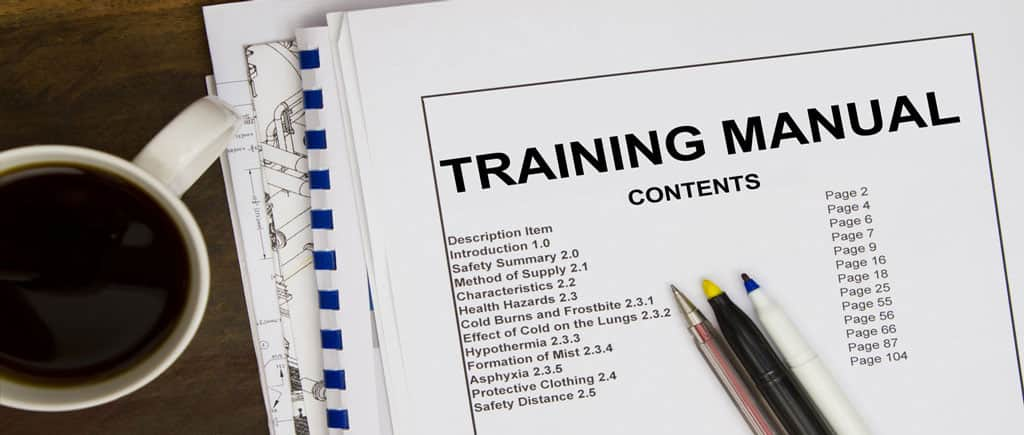 TRAINING MANUAL
CONTENTS
Description Item
Introduction 1.0
Safety Summary 2.0
Method of Supply 2.1
Characteristics 2.2
Health Hazards 2.3
Cold Burns and Frostbite 2.3.1
Effect of Cold on the Lungs 2.3.2
Hypothermia 2.3.3
Formation of Mist 2.3.4
Asphyxia 2.3.5
Protective Clothing 2.4
Safety Distance 2.5
Page 2
Page 4
Page 6
Page 7
Page 9
Page 16
Page 18
Page 25
Page 55
Page 56
Page 66
Page 87
Page 104